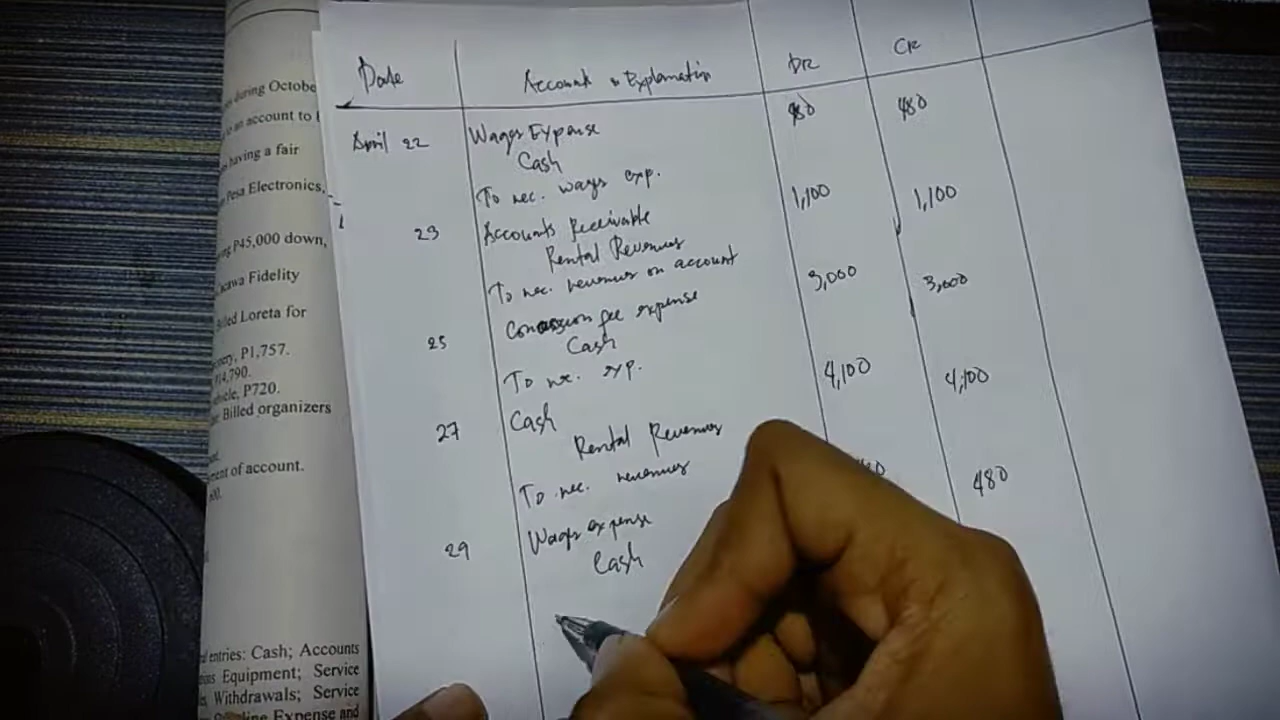 during Octobe
an account to
having a fair
Pesa Electronics,
P45,000 down,
Fidelity
Loreta for
P1,757.
P720.
Billed organizers
of account.
entries: Cash; Accounts
Equipment; Service
Withdrawals; Service
Expense and
Date Account & Explanation DR CR
April 22 Wages Expense 480 480
Cash
To rec. wages exp.
23 Accounts Receivable 1,100 1,100
Rental Revenues
To rec. revenues on account
25 Concession fee expense 3,000 3,000
Cash
To rec. exp.
27 Cash 4,100 4,100
Rental Revenues
To rec. revenues
29 Wages expense 480
Cash